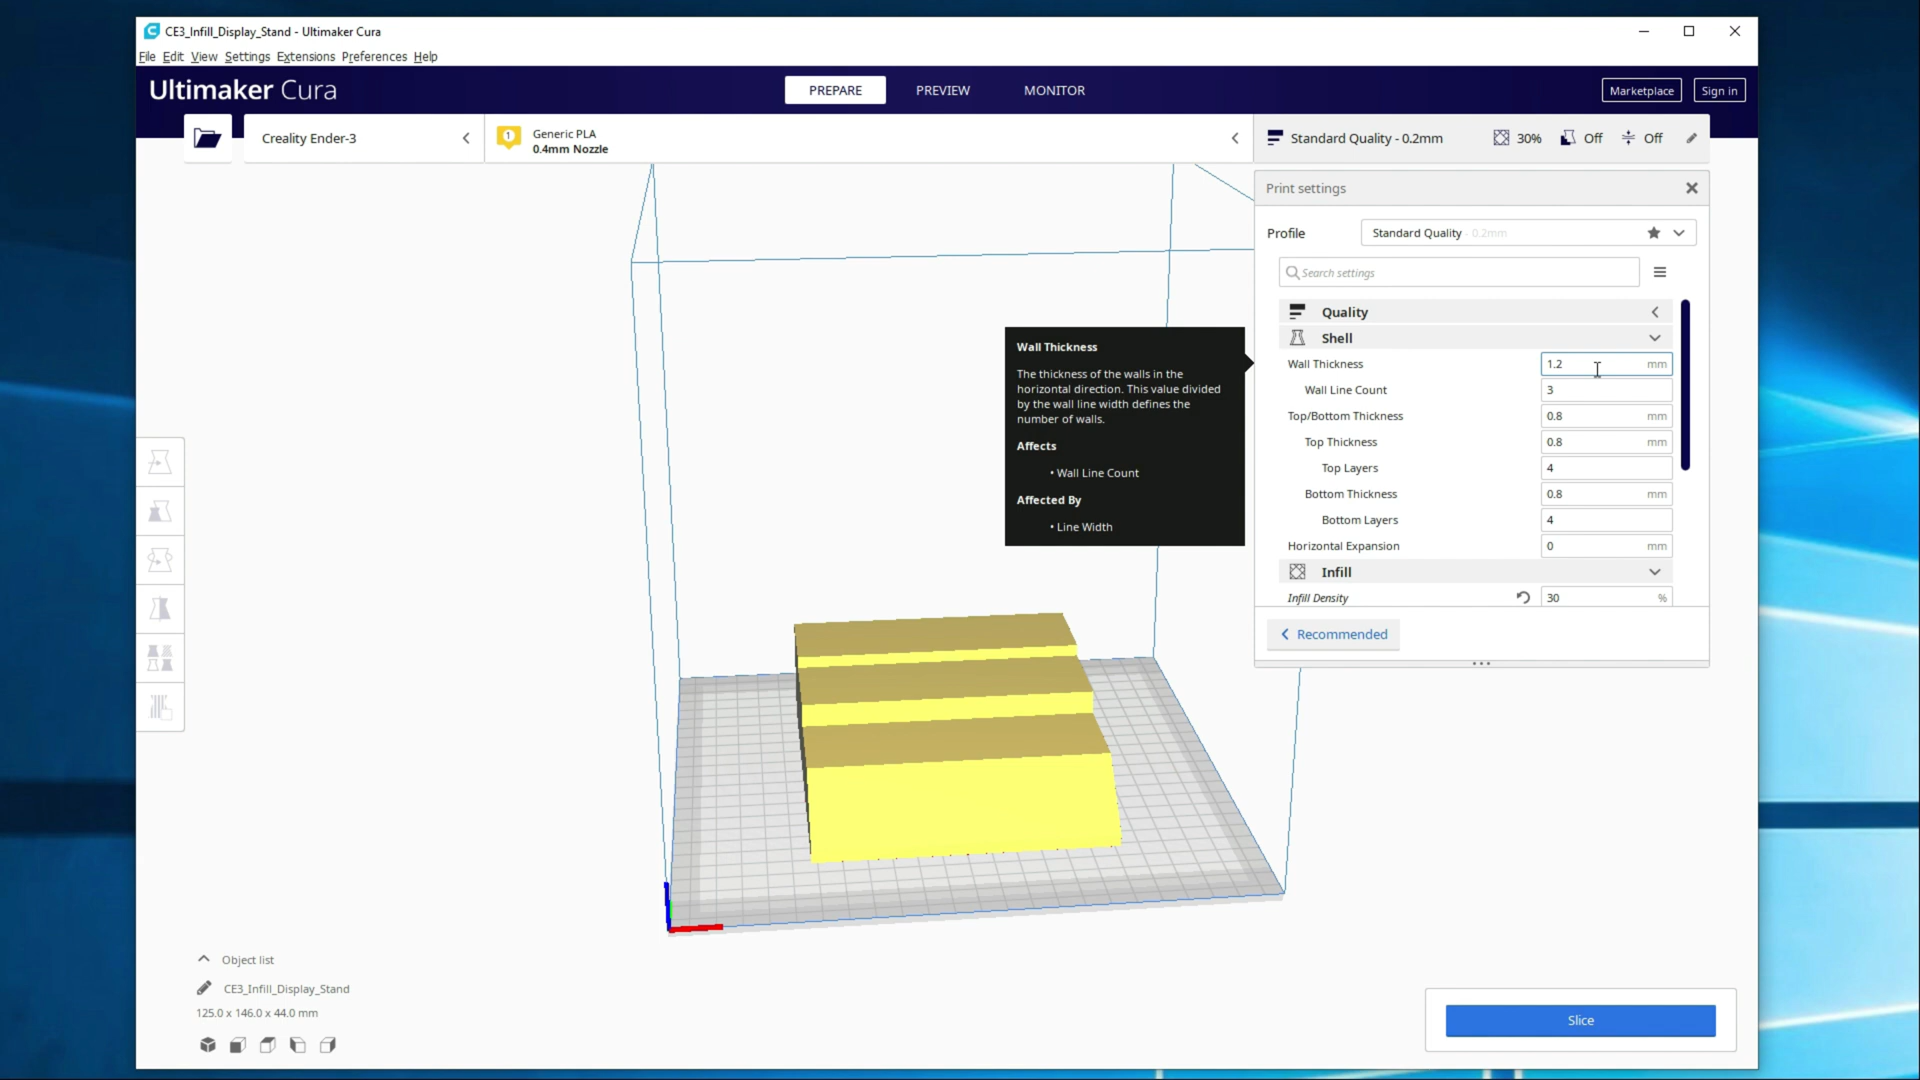 CE3_Infill_Display_Stand - Ultimaker Cura
File Edit View Settings Extensions Preferences Help
Ultimaker Cura
PREPARE
PREVIEW
MONITOR
Marketplace
Sign in
Creality Ender-3
1
Generic PLA
0.4mm Nozzle
Standard Quality - 0.2mm
30%
Off
Off
Print settings
Profile
Standard Quality - 0.2mm
Search settings
Quality
Shell
Wall Thickness 1.2 mm
Wall Line Count 3
Top/Bottom Thickness 0.8 mm
Top Thickness 0.8 mm
Top Layers 4
Bottom Thickness 0.8 mm
Bottom Layers 4
Horizontal Expansion 0 mm
Infill
Infill Density 30 %
Recommended
Wall Thickness
The thickness of the walls in the
horizontal direction. This value divided
by the wall line width defines the
number of walls.
Affects
• Wall Line Count
Affected By
• Line Width
Object list
CE3_Infill_Display_Stand
125.0 x 146.0 x 44.0 mm
Slice